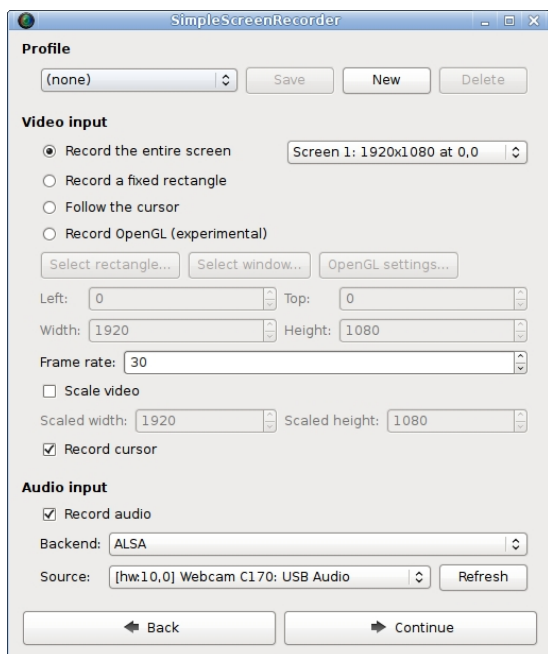 SimpleScreenRecorder
Profile
(none) Save New Delete
Video input
Record the entire screen Screen 1: 1920x1080 at 0,0
Record a fixed rectangle
Follow the cursor
Record OpenGL (experimental)
Select rectangle... Select window... OpenGL settings...
Left: 0 Top: 0
Width: 1920 Height: 1080
Frame rate: 30
Scale video
Scaled width: 1920 Scaled height: 1080
Record cursor
Audio input
Record audio
Backend: ALSA
Source: [hw:10,0] Webcam C170: USB Audio Refresh
Back Continue